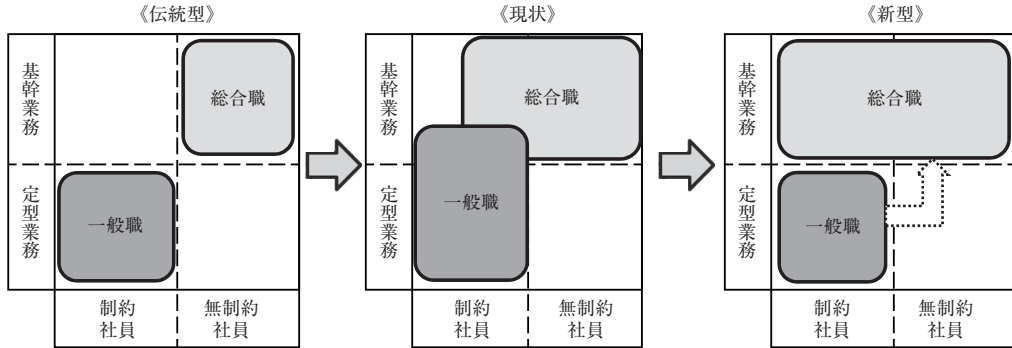 《伝統型》
基幹業務
定型業務
総合職
一般職
制約
社員
無制約
社員
《現状》
基幹業務
定型業務
総合職
一般職
制約
社員
無制約
社員
《新型》
基幹業務
定型業務
総合職
一般職
制約
社員
無制約
社員